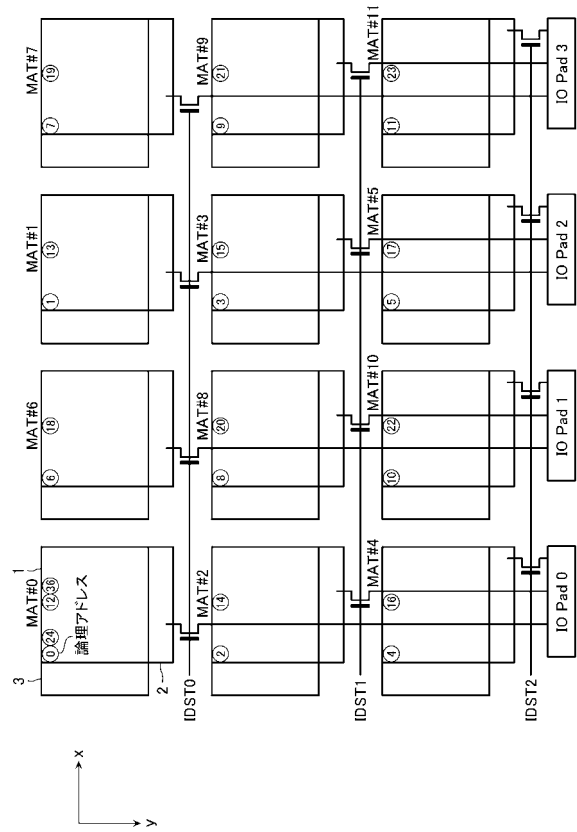 MAT#0
MAT#6
MAT#1
MAT#7
3
1
0 24 12 36
6 18
1 13
7 19
論理アドレス
2
IDST0
MAT#2
MAT#8
MAT#3
MAT#9
2 14
8 20
3 15
9 21
IDST1
MAT#4
MAT#10
MAT#5
MAT#11
4 16
10 22
5 17
11 23
IDST2
IO Pad 0
IO Pad 1
IO Pad 2
IO Pad 3
x
y